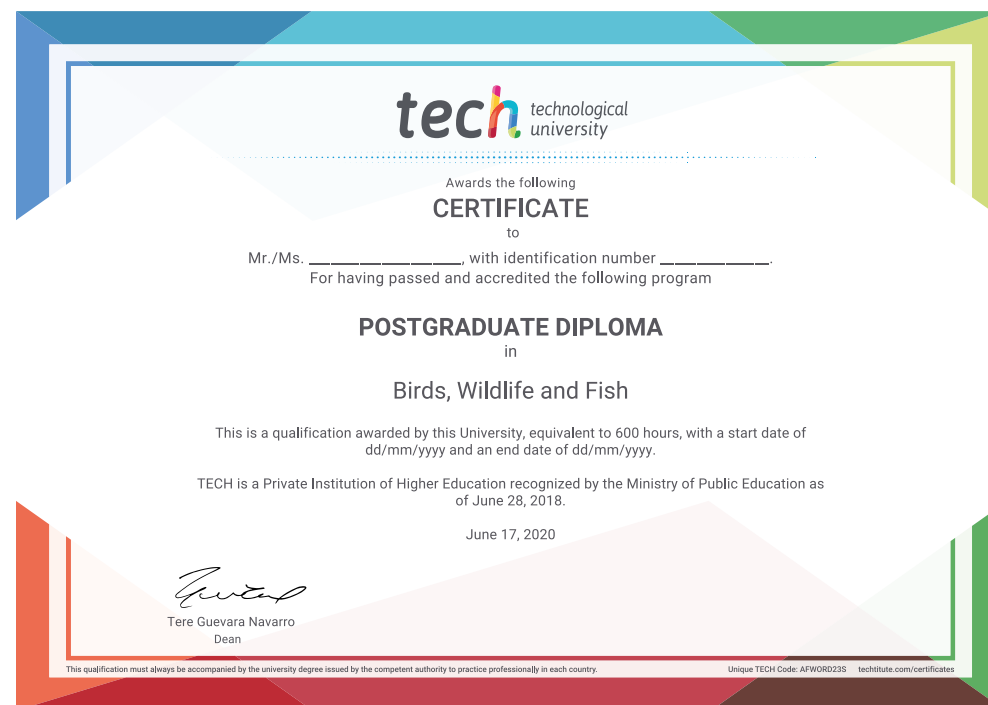 tech technological
university
Awards the following
CERTIFICATE
to
Mr./Ms. __________________, with identification number _____________.
For having passed and accredited the following program
POSTGRADUATE DIPLOMA
in
Birds, Wildlife and Fish
This is a qualification awarded by this University, equivalent to 600 hours, with a start date of
dd/mm/yyyy and an end date of dd/mm/yyyy.
TECH is a Private Institution of Higher Education recognized by the Ministry of Public Education as
of June 28, 2018.
June 17, 2020
Tere Guevara Navarro
Dean
This qualification must always be accompanied by the university degree issued by the competent authority to practice professionally in each country.
Unique TECH Code: AFWORD23S techtitute.com/certificates